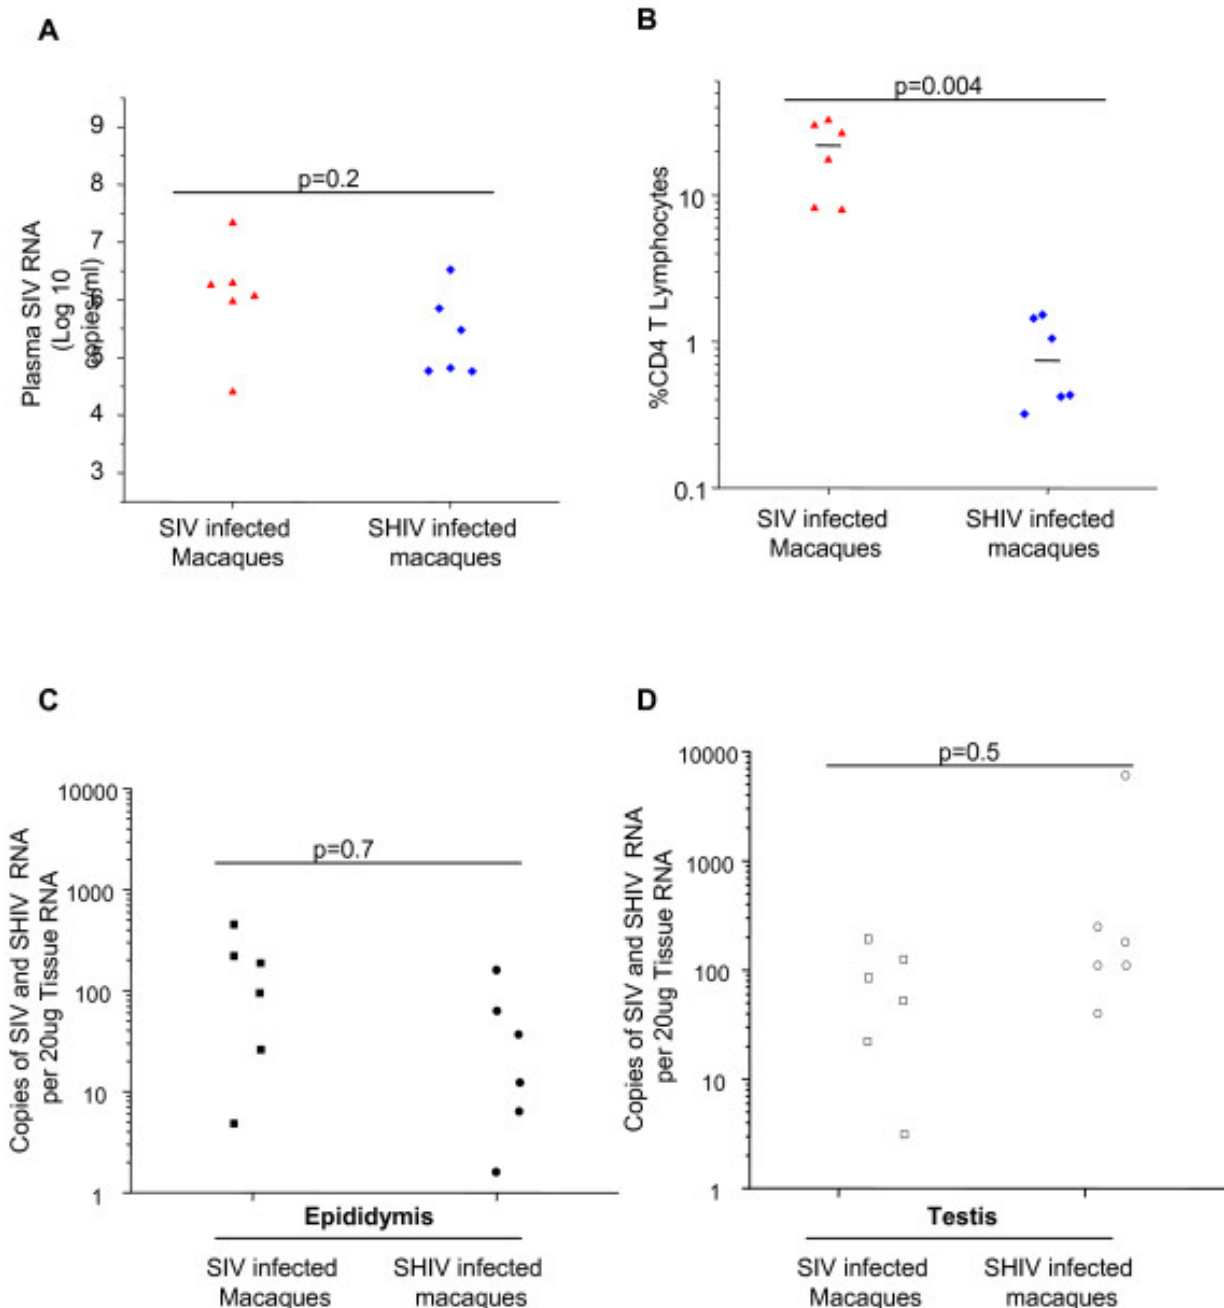 A
p=0.2
9
8
7
6
5
4
3
Plasma SIV RNA
(Log 10
copies/ml)
SIV infected
Macaques
SHIV infected
macaques
B
p=0.004
10
1
0.1
%CD4 T Lymphocytes
SIV infected
Macaques
SHIV infected
macaques
C
p=0.7
10000
1000
100
10
1
Copies of SIV and SHIV RNA
per 20ug Tissue RNA
Epididymis
SIV infected
Macaques
SHIV infected
macaques
D
p=0.5
10000
1000
100
10
1
Copies of SIV and SHIV RNA
per 20ug Tissue RNA
Testis
SIV infected
Macaques
SHIV infected
macaques